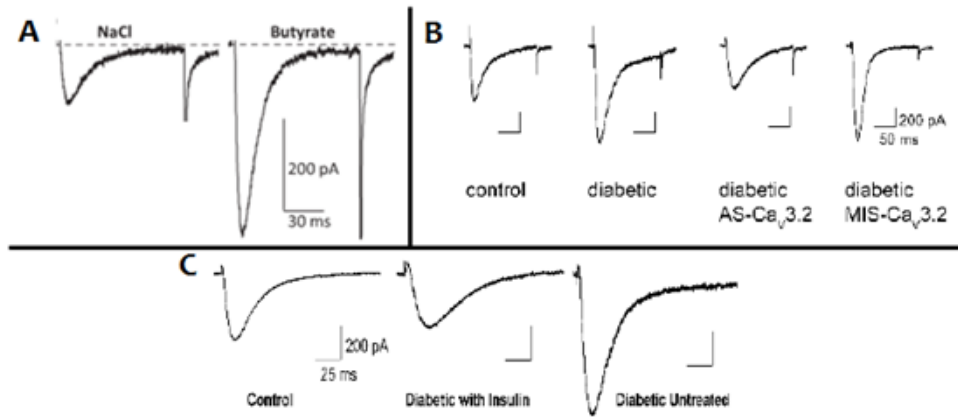 A
NaCl
Butyrate
200 pA
30 ms
B
200 pA
50 ms
control
diabetic
diabetic
AS-CaV3.2
diabetic
MIS-CaV3.2
C
200 pA
25 ms
Control
Diabetic with Insulin
Diabetic Untreated